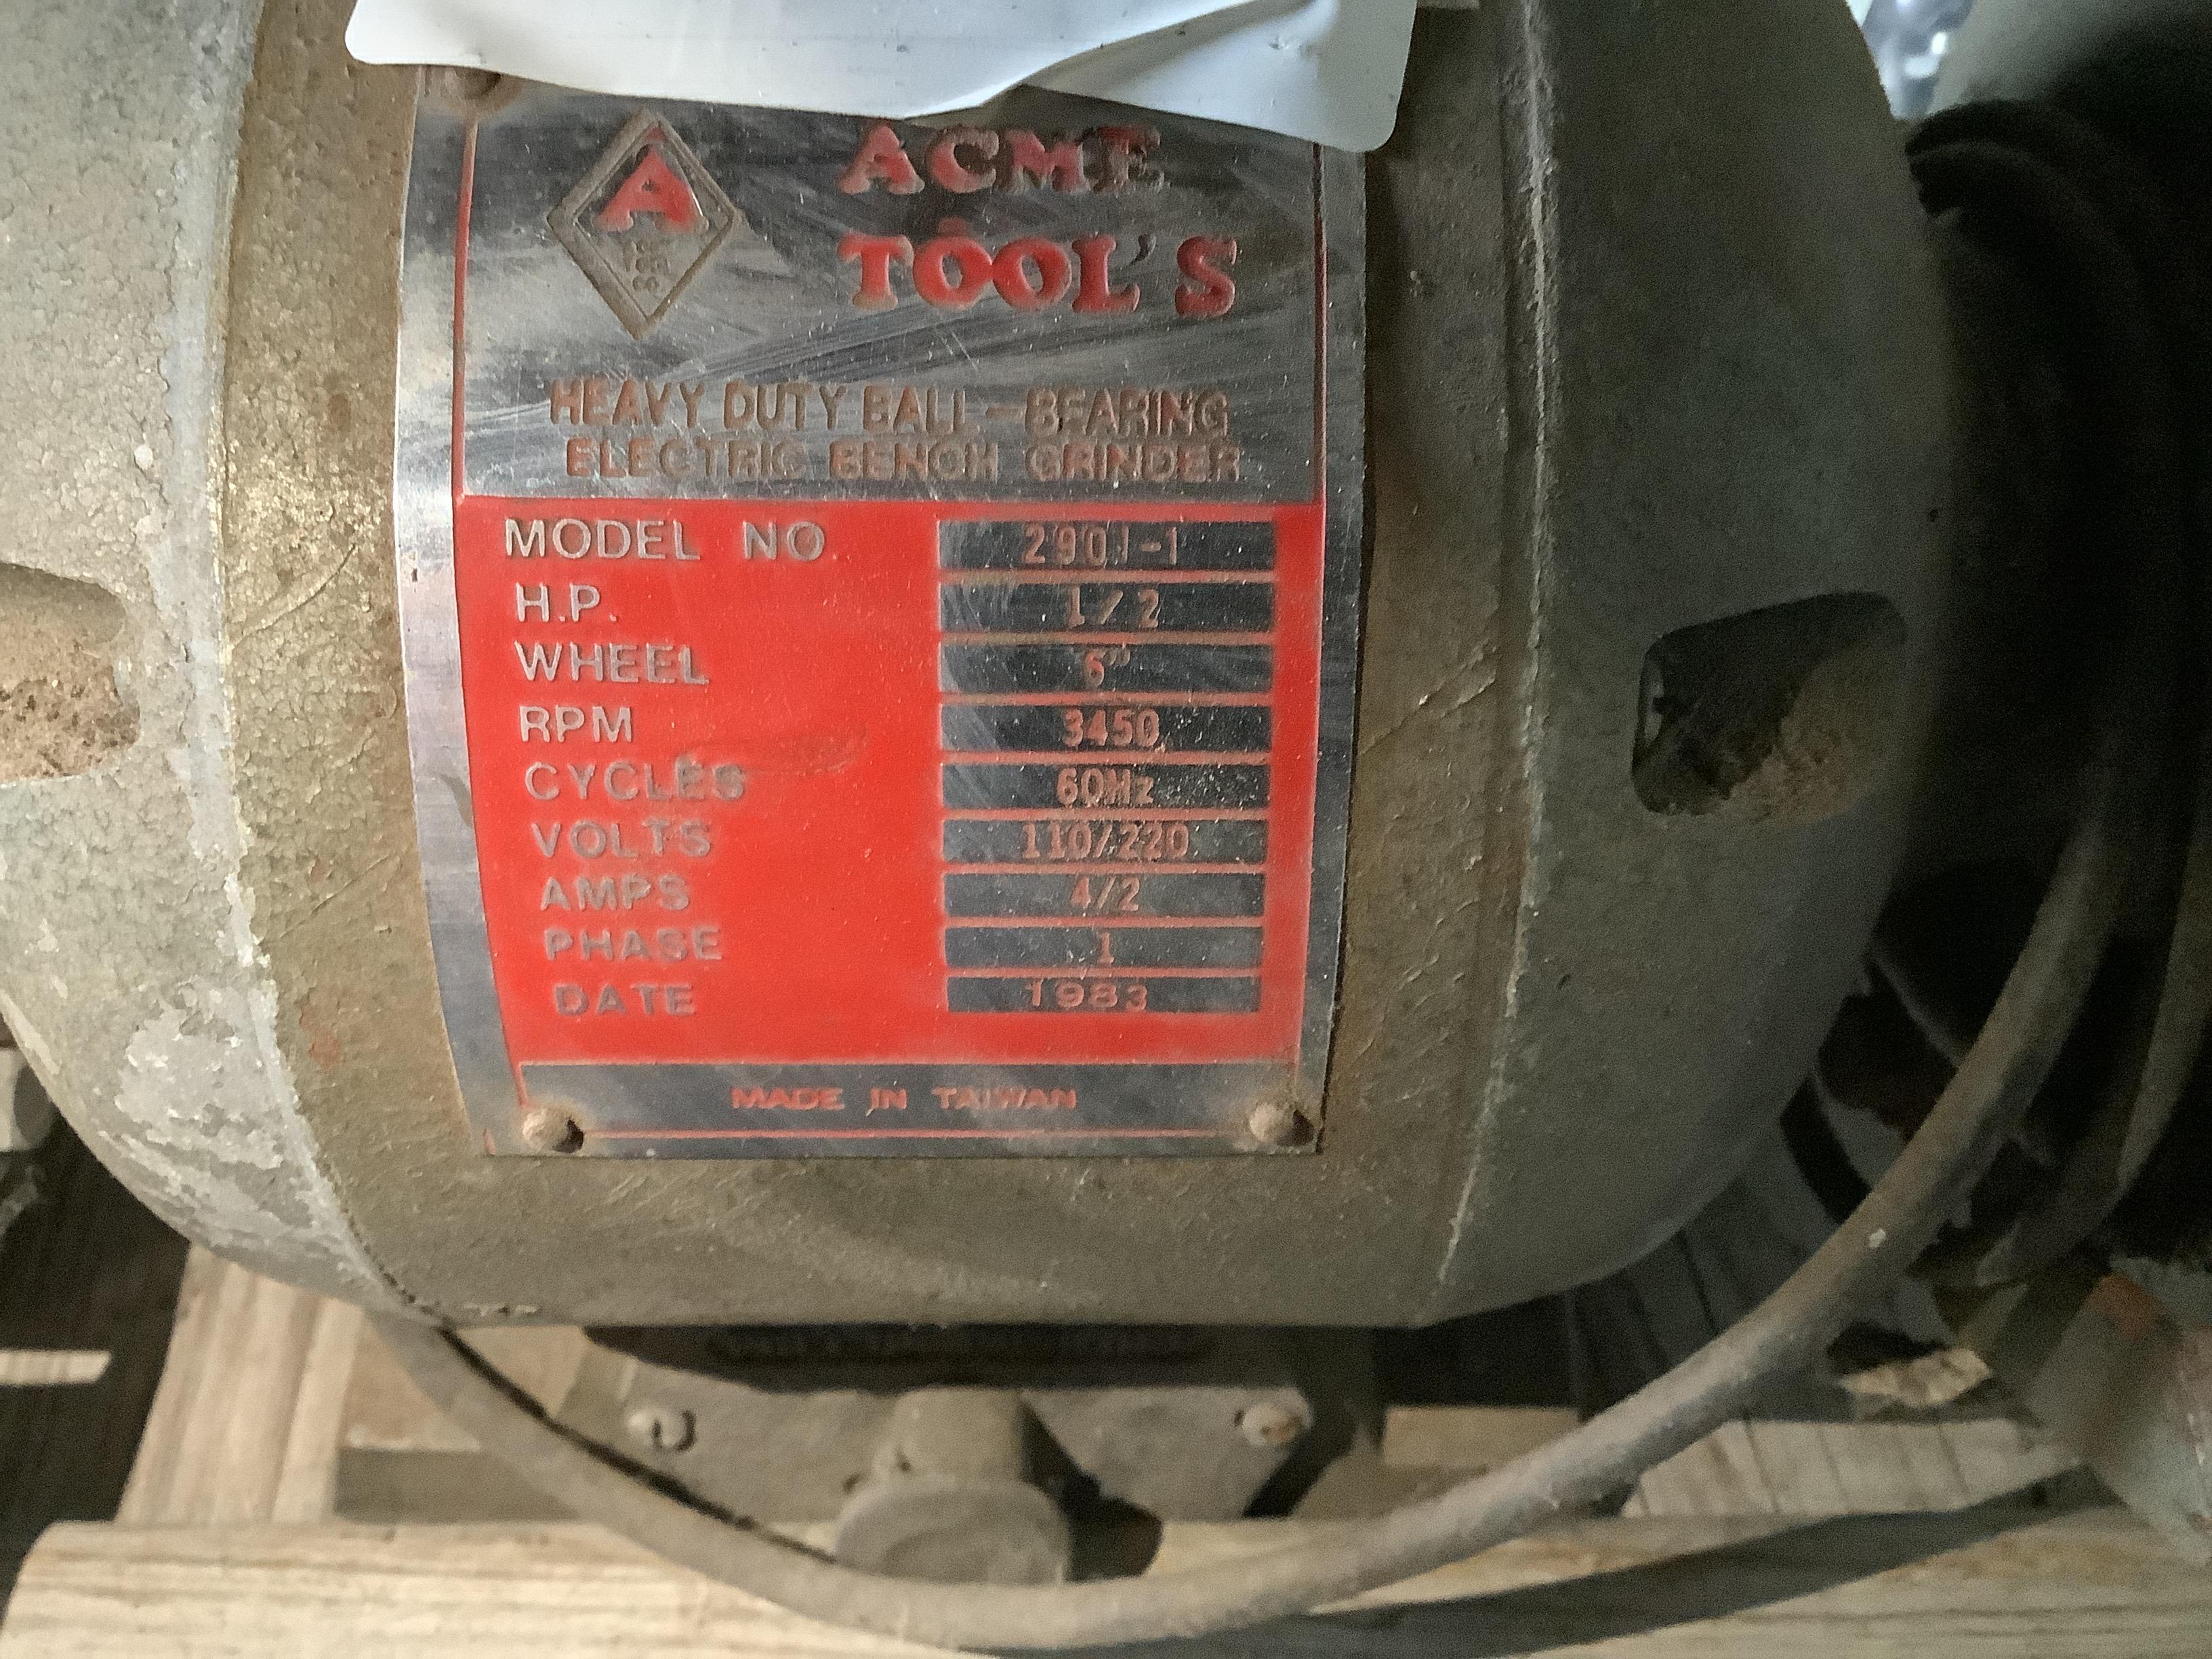 A
ACME
TOOL'S
HEAVY DUTY BALL-BEARING
ELECTRIC BENCH GRINDER
MODEL NO. 2901-1
H.P. 1/2
WHEEL 6"
RPM 3450
CYCLES 60Hz
VOLTS 110/220
AMPS 4/2
PHASE 1
DATE 1983
MADE IN TAIWAN